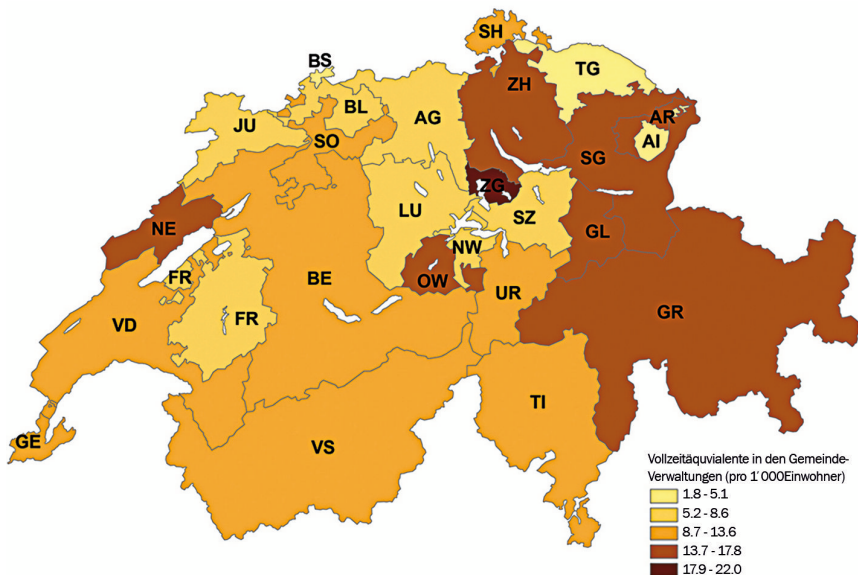 SH
BS
TG
ZH
BL
AG
JU
AR
SO
AI
SG
ZG
LU
SZ
NE
GL
NW
FR
OW
BE
UR
VD
FR
GR
TI
GE
VS
Vollzeitäquvialente in den Gemeinde-
Verwaltungen (pro 1´000Einwohner)
1.8 - 5.1
5.2 - 8.6
8.7 - 13.6
13.7 - 17.8
17.9 - 22.0